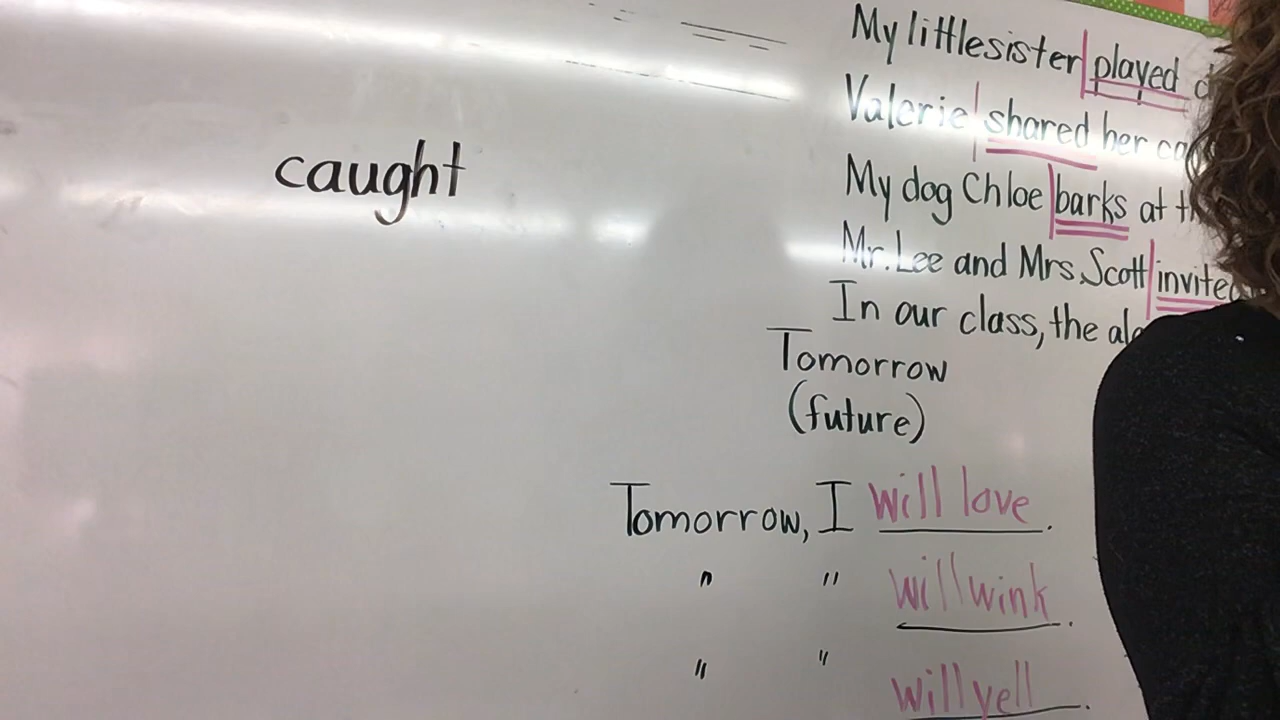 caught
My little sister played
Valerie shared her
My dog Chloe barks at
Mr. Lee and Mrs. Scott
In our class, the
Tomorrow
(future)
Tomorrow, I will love.
" " will wink.
" " will yell.